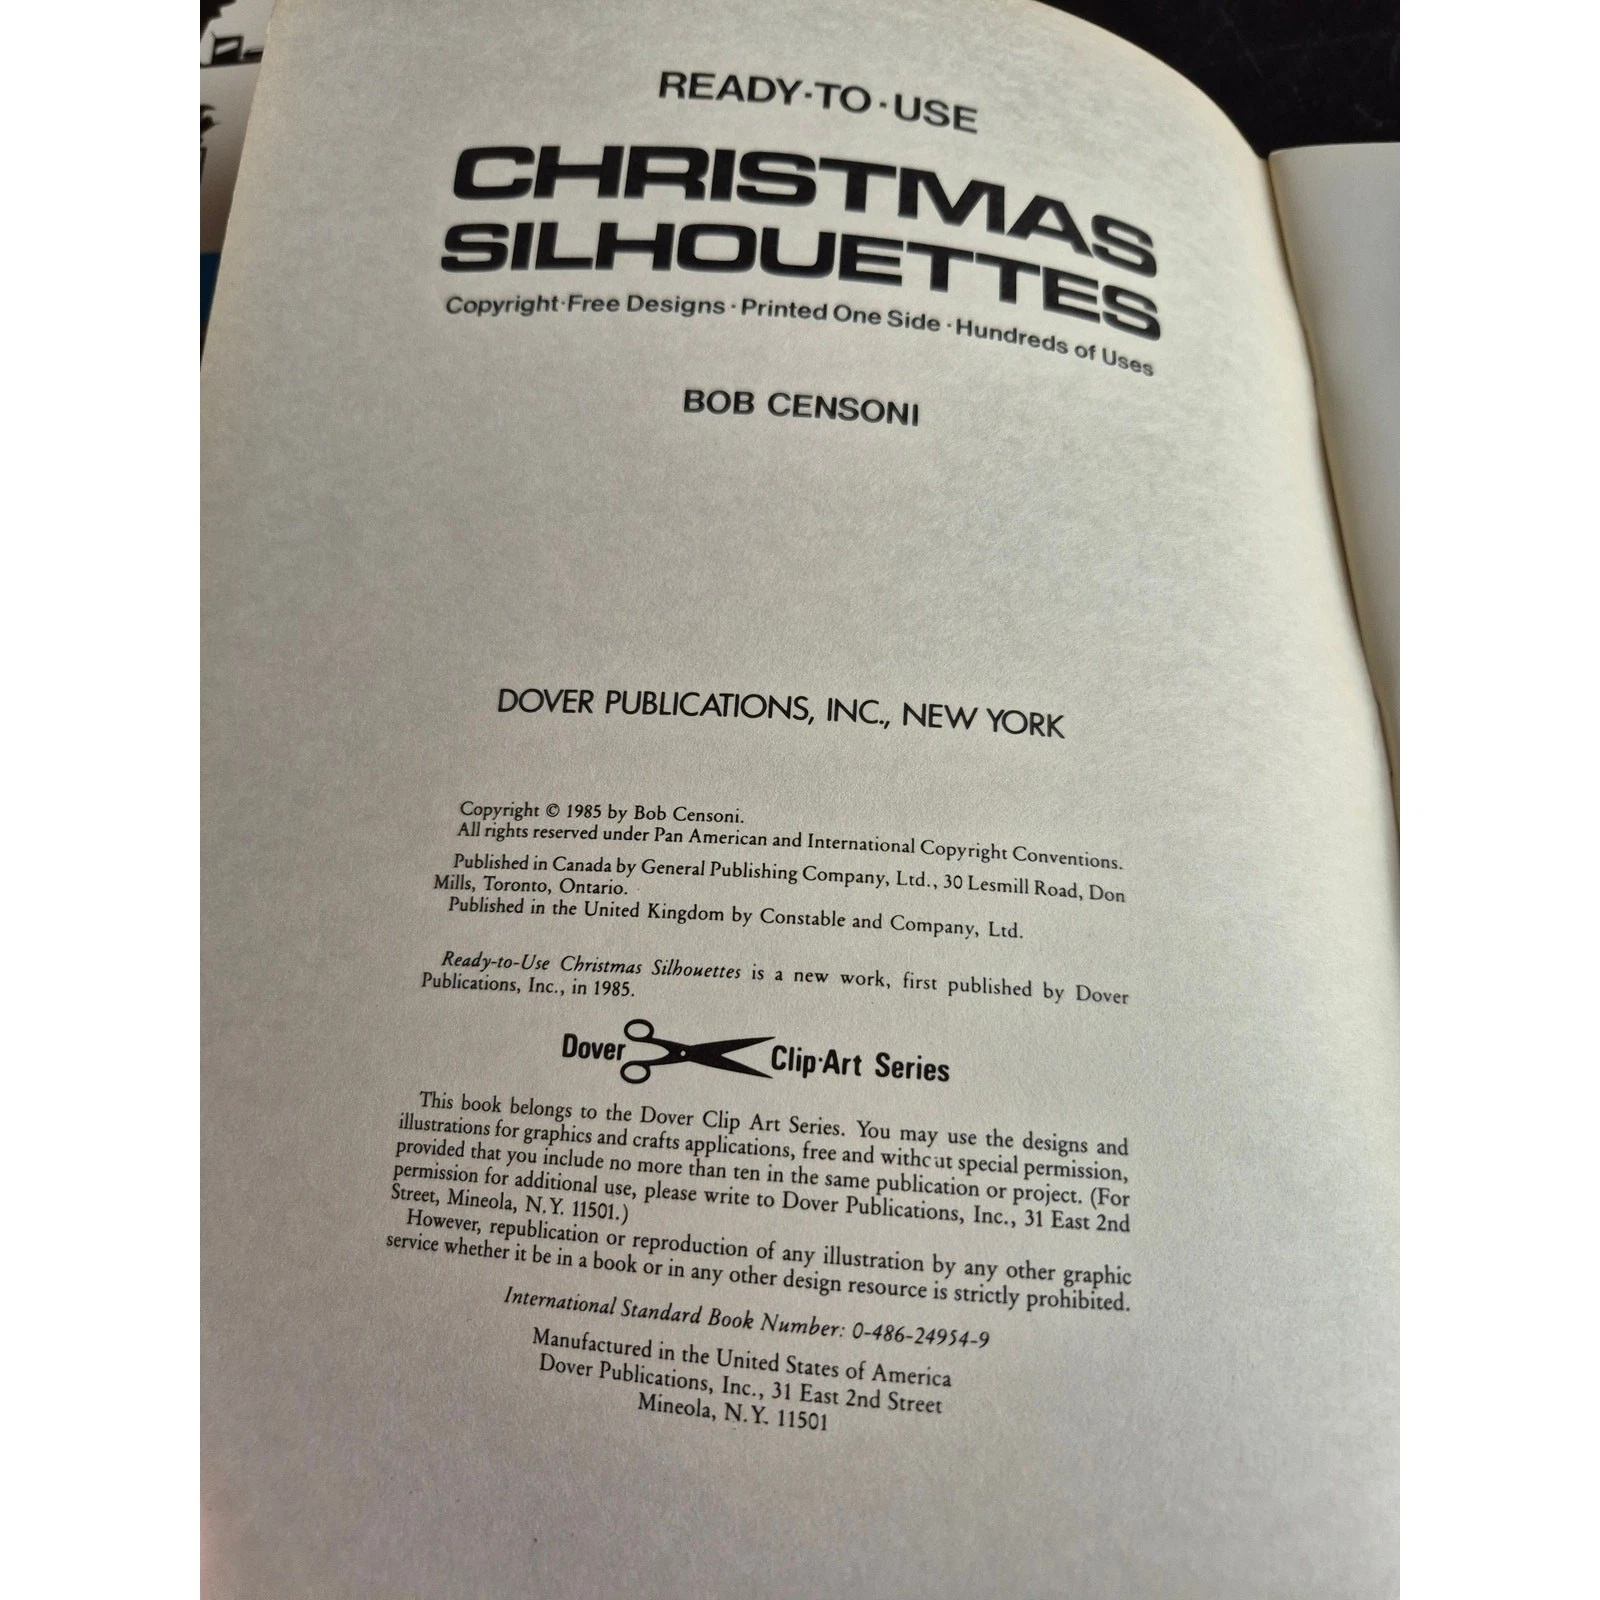 READY·TO·USE
CHRISTMAS
SILHOUETTES
Copyright·Free Designs · Printed One Side · Hundreds of Uses
BOB CENSONI
DOVER PUBLICATIONS, INC., NEW YORK
Copyright © 1985 by Bob Censoni.
All rights reserved under Pan American and International Copyright Conventions.
Published in Canada by General Publishing Company, Ltd., 30 Lesmill Road, Don
Mills, Toronto, Ontario.
Published in the United Kingdom by Constable and Company, Ltd.
Ready-to-Use Christmas Silhouettes is a new work, first published by Dover
Publications, Inc., in 1985.
Dover Clip·Art Series
This book belongs to the Dover Clip Art Series. You may use the designs and
illustrations for graphics and crafts applications, free and without special permission,
provided that you include no more than ten in the same publication or project. (For
permission for additional use, please write to Dover Publications, Inc., 31 East 2nd
Street, Mineola, N.Y. 11501.)
However, republication or reproduction of any illustration by any other graphic
service whether it be in a book or in any other design resource is strictly prohibited.
International Standard Book Number: 0-486-24954-9
Manufactured in the United States of America
Dover Publications, Inc., 31 East 2nd Street
Mineola, N.Y. 11501